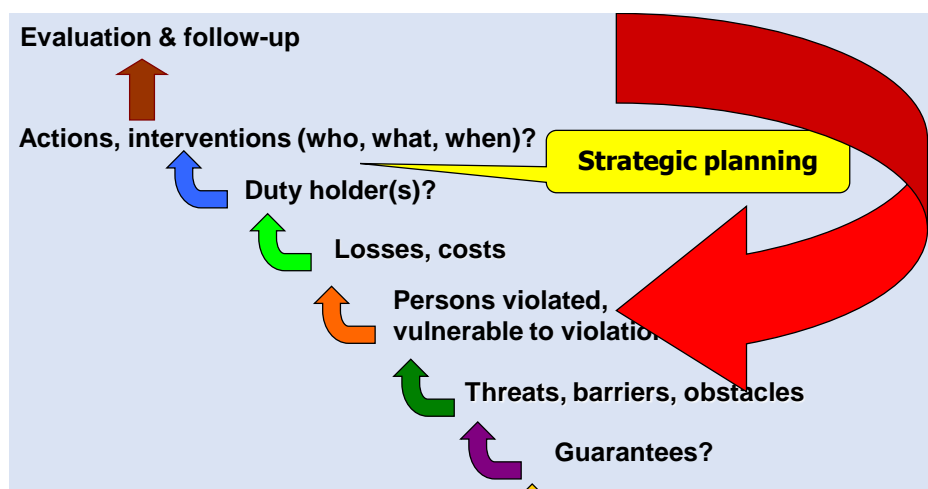 Evaluation & follow-up
Actions, interventions (who, what, when)?
Strategic planning
Duty holder(s)?
Losses, costs
Persons violated,
vulnerable to violation
Threats, barriers, obstacles
Guarantees?